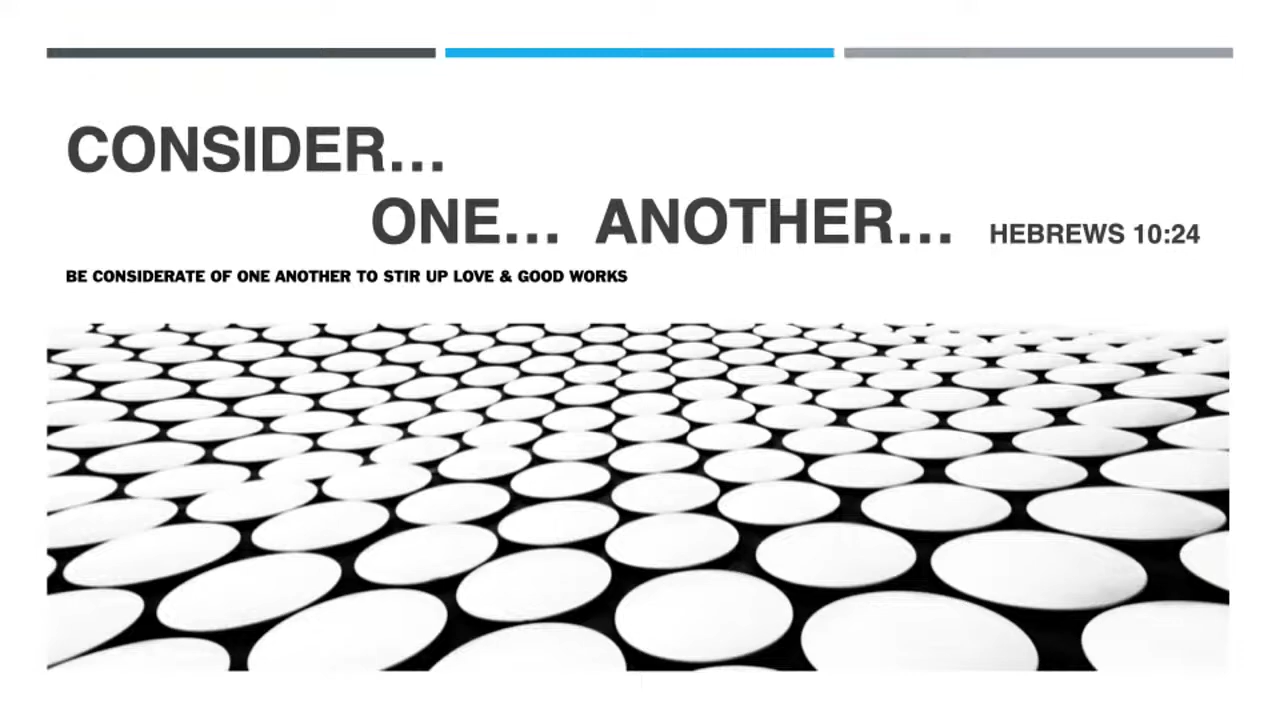 CONSIDER...
ONE... ANOTHER... HEBREWS 10:24
BE CONSIDERATE OF ONE ANOTHER TO STIR UP LOVE & GOOD WORKS